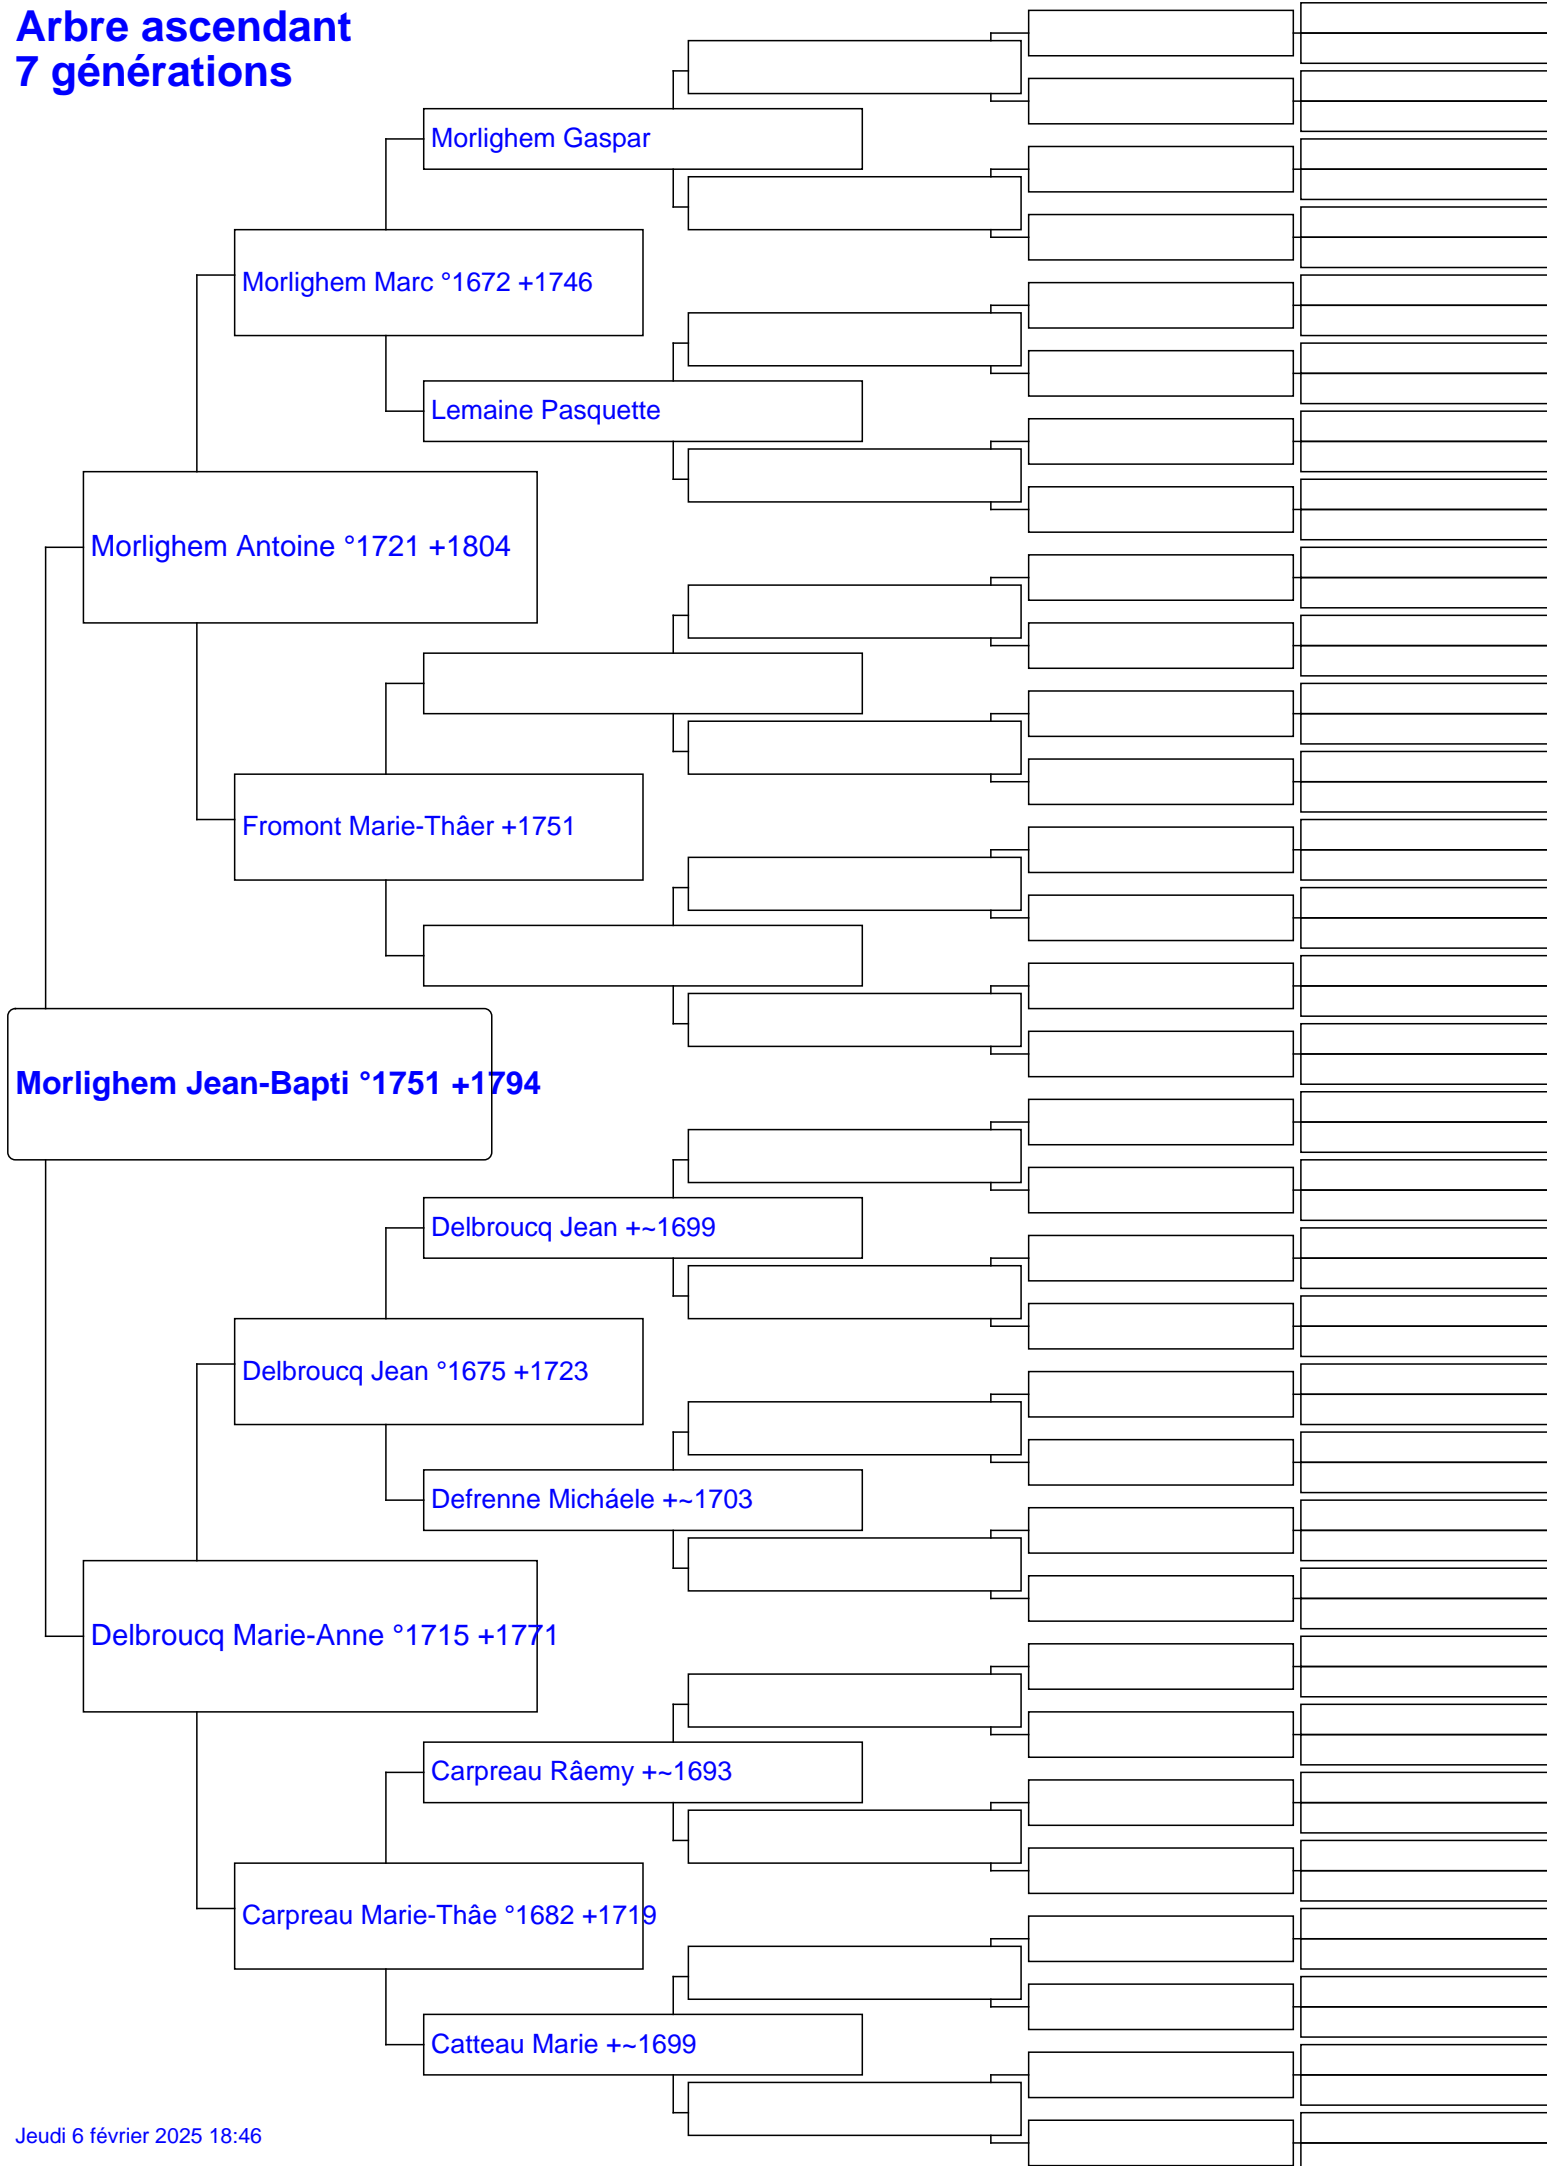 Arbre ascendant
7 générations
Morlighem Gaspar
Morlighem Marc °1672 +1746
Lemaine Pasquette
Morlighem Antoine °1721 +1804
Fromont Marie-Thâer +1751
Morlighem Jean-Bapti °1751 +1794
Delbroucq Jean +~1699
Delbroucq Jean °1675 +1723
Defrenne Micháele +~1703
Delbroucq Marie-Anne °1715 +1771
Carpreau Râemy +~1693
Carpreau Marie-Thâe °1682 +1719
Catteau Marie +~1699
Jeudi 6 février 2025 18:46